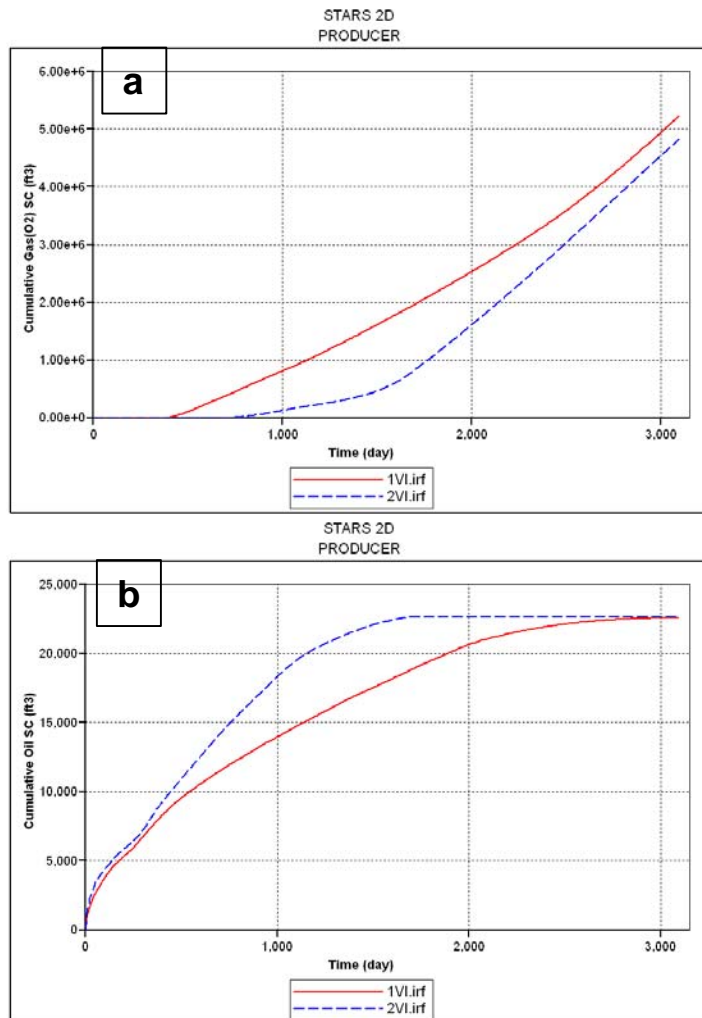 STARS 2D
PRODUCER
a
6.00e+6
5.00e+6
4.00e+6
3.00e+6
2.00e+6
1.00e+6
0.00e+0
Cumulative Gas(O2) SC (ft3)
0 1,000 2,000 3,000
Time (day)
1VI.irf
2VI.irf
STARS 2D
PRODUCER
b
25,000
20,000
15,000
10,000
5,000
0
Cumulative Oil SC (ft3)
0 1,000 2,000 3,000
Time (day)
1VI.irf
2VI.irf